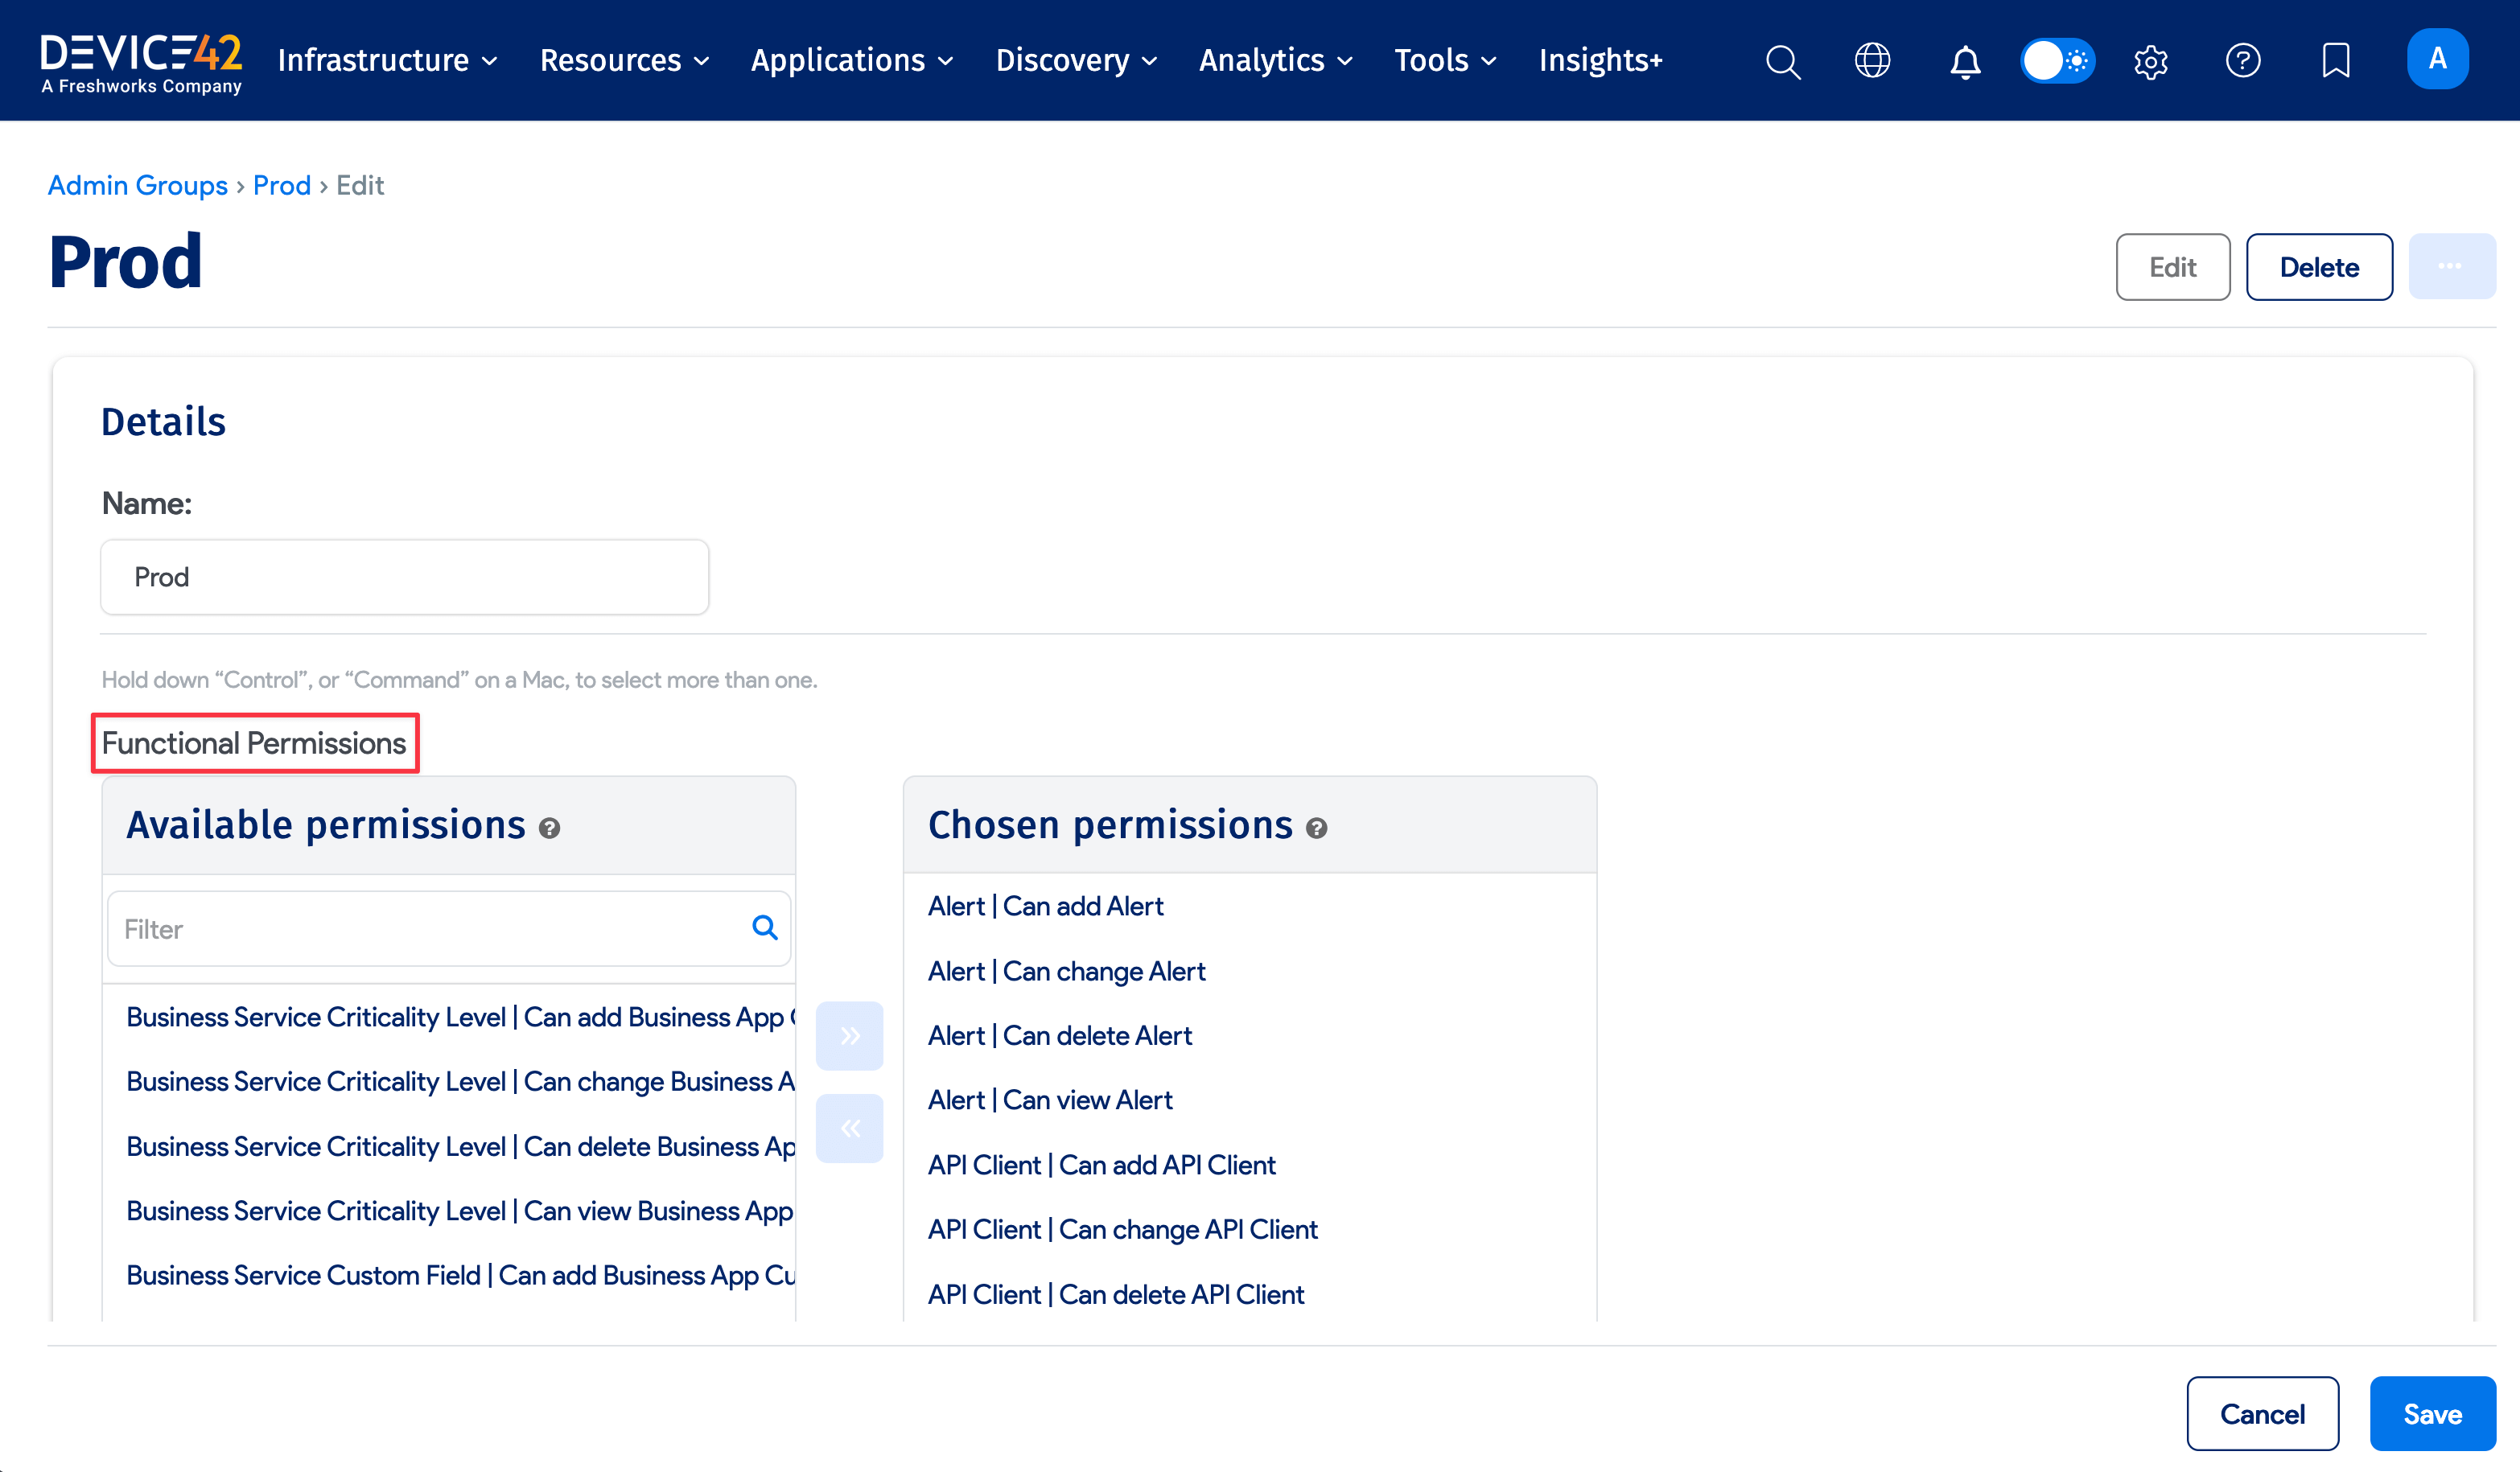 DEVICE42
A Freshworks Company
Infrastructure Resources Applications Discovery Analytics Tools Insights+ A
Admin Groups › Prod › Edit
Prod
Edit Delete ...
Details
Name:
Prod
Hold down “Control”, or “Command” on a Mac, to select more than one.
Functional Permissions
Available permissions ?
Filter
Business Service Criticality Level | Can add Business App
Business Service Criticality Level | Can change Business A
Business Service Criticality Level | Can delete Business Ap
Business Service Criticality Level | Can view Business App
Business Service Custom Field | Can add Business App Cu
Chosen permissions ?
Alert | Can add Alert
Alert | Can change Alert
Alert | Can delete Alert
Alert | Can view Alert
API Client | Can add API Client
API Client | Can change API Client
API Client | Can delete API Client
Cancel Save